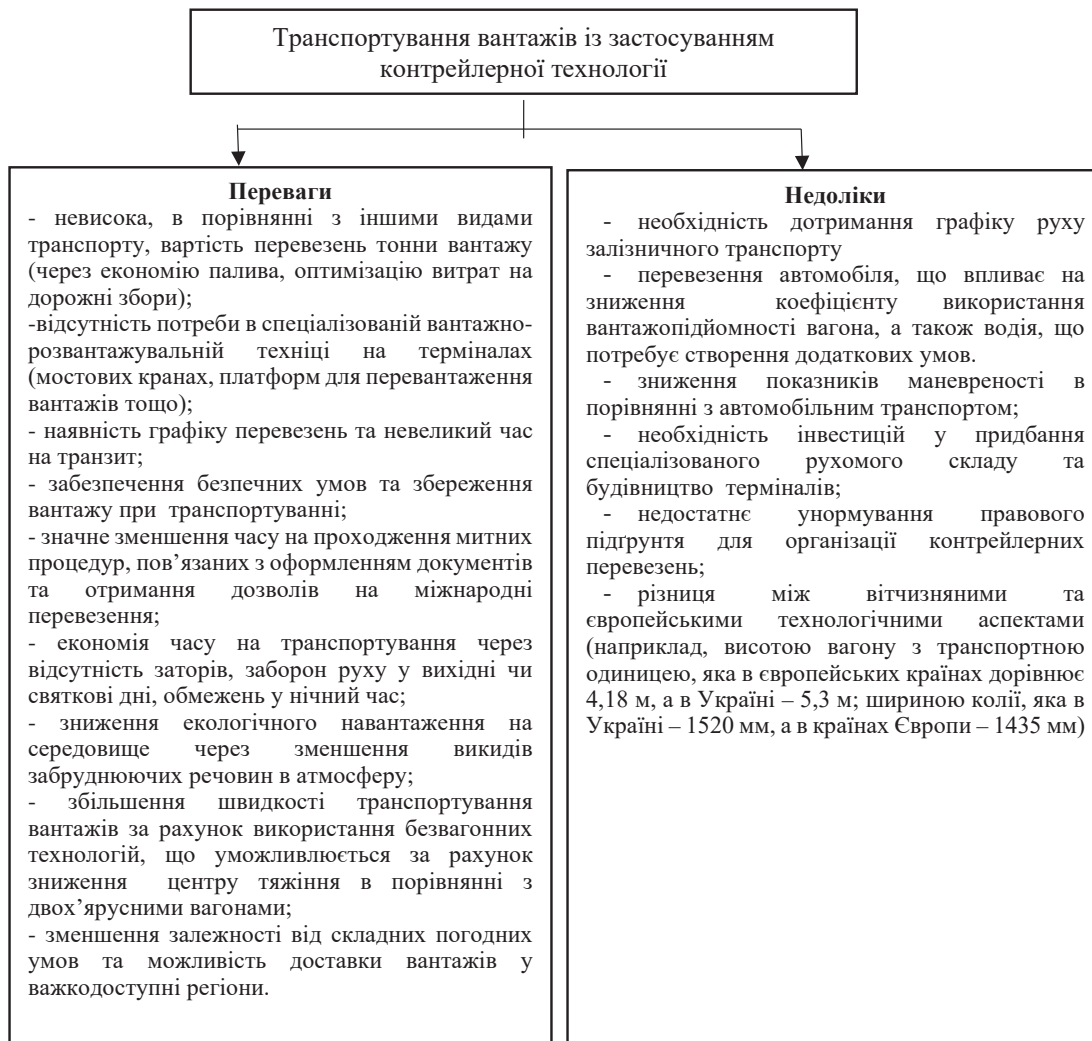 Транспортування вантажів із застосуванням
контрейлерної технології
Переваги
- невисока, в порівнянні з іншими видами
транспорту, вартість перевезень тонни вантажу
(через економію палива, оптимізацію витрат на
дорожні збори);
-відсутність потреби в спеціалізованій вантажно-
розвантажувальній техніці на терміналах
(мостових кранах, платформ для перевантаження
вантажів тощо);
- наявність графіку перевезень та невеликий час
на транзит;
- забезпечення безпечних умов та збереження
вантажу при транспортуванні;
- значне зменшення часу на проходження митних
процедур, пов’язаних з оформленням документів
та отримання дозволів на міжнародні
перевезення;
- економія часу на транспортування через
відсутність заторів, заборон руху у вихідні чи
святкові дні, обмежень у нічний час;
- зниження екологічного навантаження на
середовище через зменшення викидів
забруднюючих речовин в атмосферу;
- збільшення швидкості транспортування
вантажів за рахунок використання безвагонних
технологій, що уможливлюється за рахунок
зниження центру тяжіння в порівнянні з
двох’ярусними вагонами;
- зменшення залежності від складних погодних
умов та можливість доставки вантажів у
важкодоступні регіони.
Недоліки
- необхідність дотримання графіку руху
залізничного транспорту
- перевезення автомобіля, що впливає на
зниження коефіцієнту використання
вантажопідйомності вагона, а також водія, що
потребує створення додаткових умов.
- зниження показників маневреності в
порівнянні з автомобільним транспортом;
- необхідність інвестицій у придбання
спеціалізованого рухомого складу та
будівництво терміналів;
- недостатнє унормування правового
підґрунтя для організації контрейлерних
перевезень;
- різниця між вітчизняними та
європейськими технологічними аспектами
(наприклад, висотою вагону з транспортною
одиницею, яка в європейських країнах дорівнює
4,18 м, а в Україні – 5,3 м; шириною колії, яка в
Україні – 1520 мм, а в країнах Європи – 1435 мм)